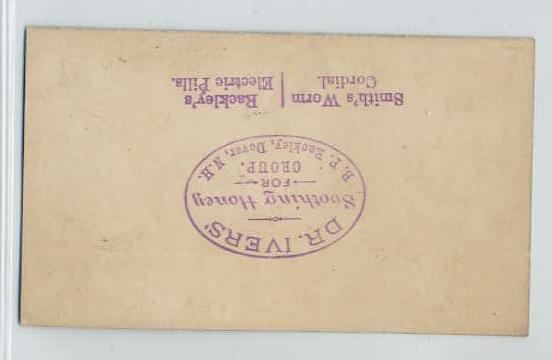 DR. IVERS'
Soothing Honey
FOR
CROUP.
B. F. Rackley, Dover, N.H.
Smith's Worm
Cordial.
Rackley's
Electric Pills.